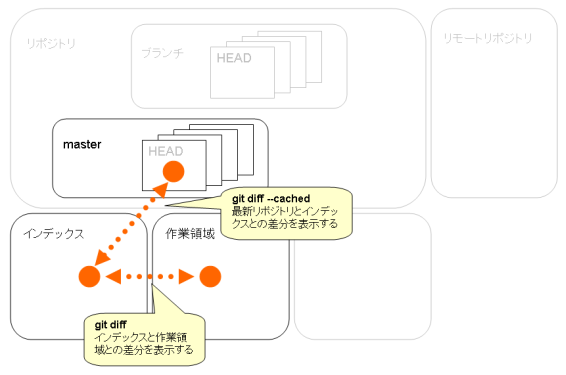 リポジトリ
ブランチ
HEAD
リモートリポジトリ
master
HEAD
git diff --cached
最新リポジトリとインデッ
クスとの差分を表示する
インデックス
作業領域
git diff
インデックスと作業領
域との差分を表示する